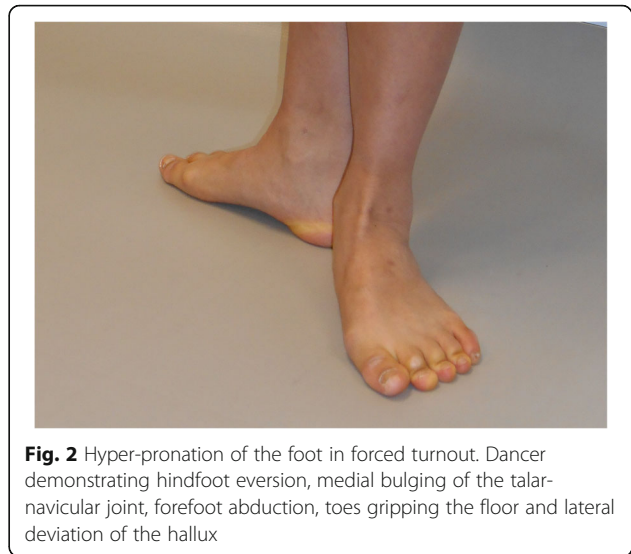 Fig. 2 Hyper-pronation of the foot in forced turnout. Dancer
demonstrating hindfoot eversion, medial bulging of the talar-
navicular joint, forefoot abduction, toes gripping the floor and lateral
deviation of the hallux